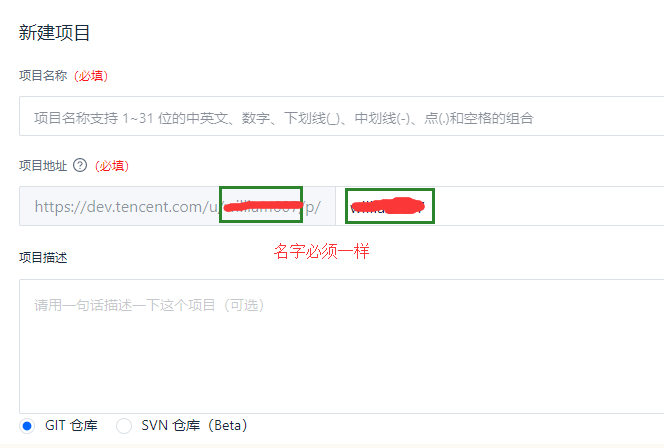 新建项目
项目名称（必填）
项目名称支持 1~31 位的中英文、数字、下划线(_)、中划线(-)、点(.)和空格的组合
项目地址 ? （必填）
https://dev.tencent.com/u/ /p/
名字必须一样
项目描述
请用一句话描述一下这个项目（可选）
GIT 仓库 SVN 仓库（Beta）